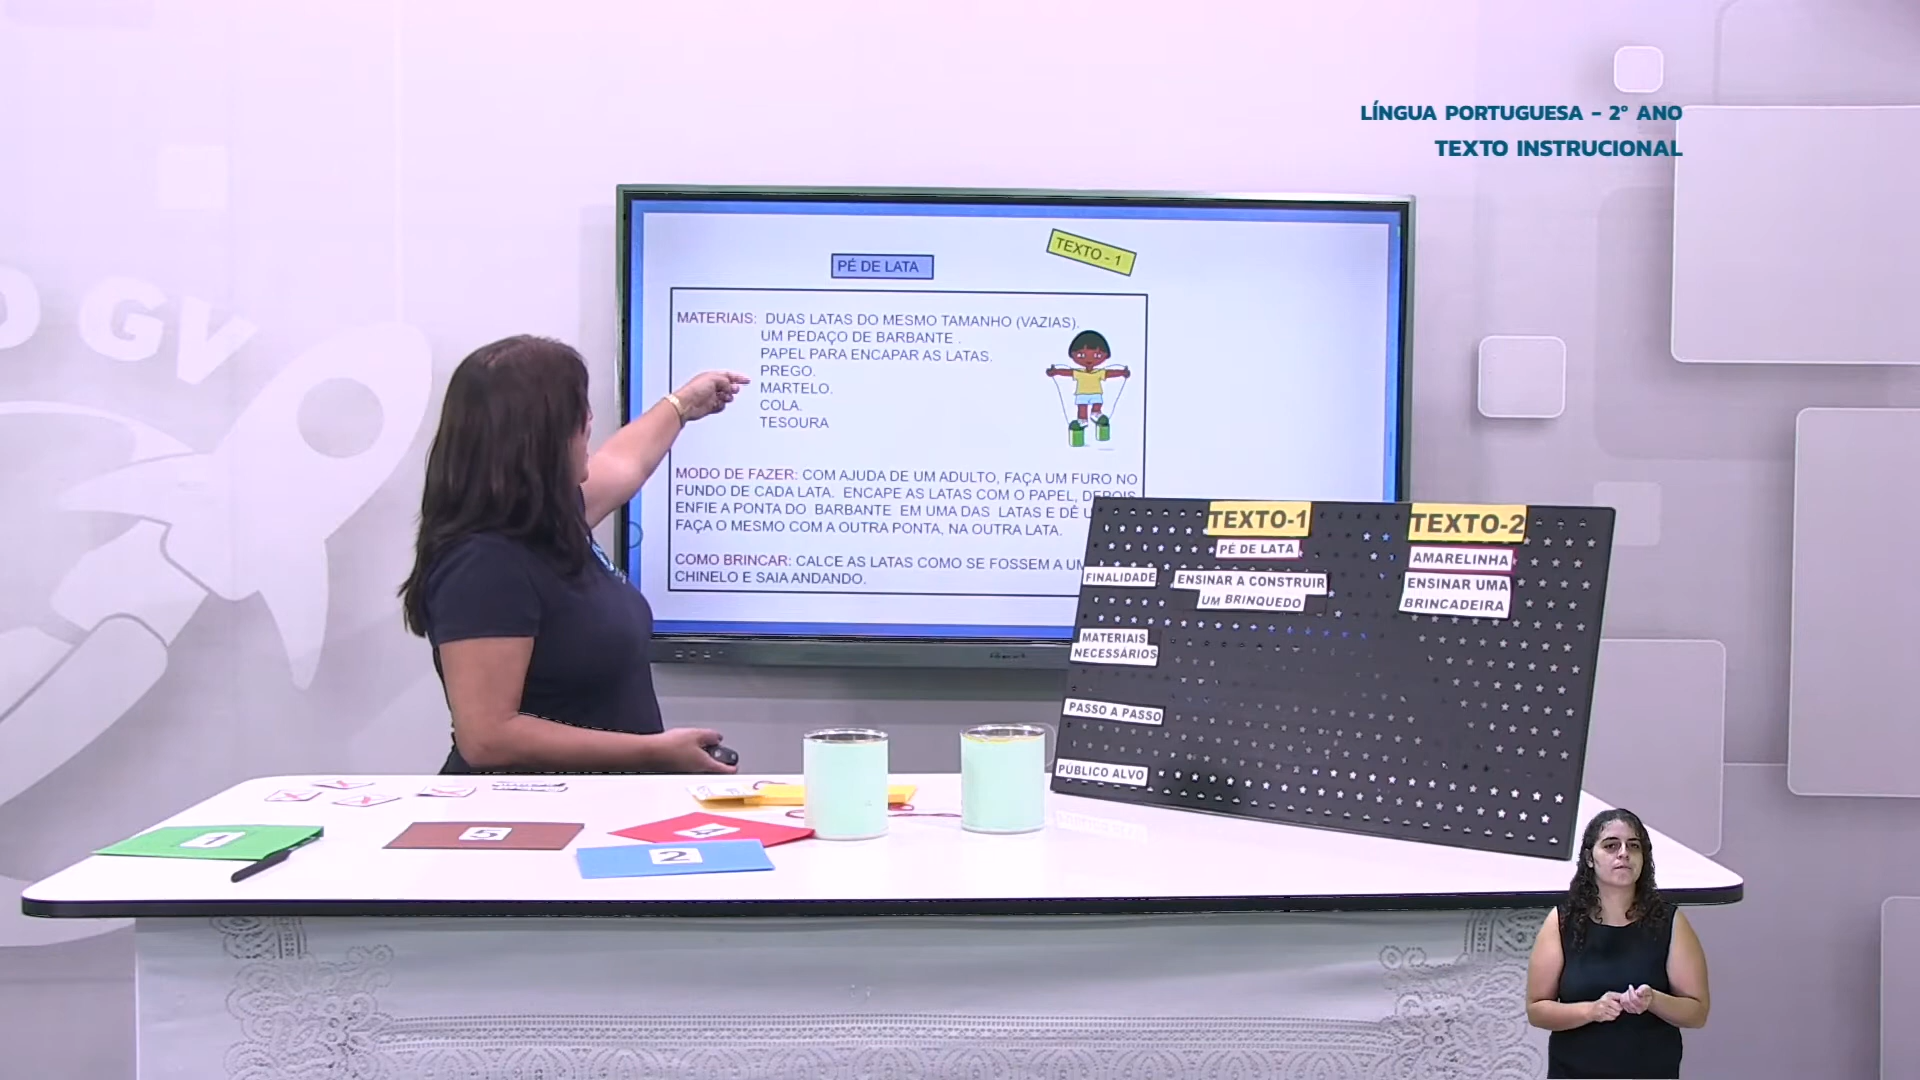 LÍNGUA PORTUGUESA - 2º ANO
TEXTO INSTRUCIONAL
GV
TEXTO - 1
PÉ DE LATA
MATERIAIS: DUAS LATAS DO MESMO TAMANHO (VAZIAS).
UM PEDAÇO DE BARBANTE .
PAPEL PARA ENCAPAR AS LATAS.
PREGO.
MARTELO.
COLA.
TESOURA
MODO DE FAZER: COM AJUDA DE UM ADULTO, FAÇA UM FURO NO
FUNDO DE CADA LATA. ENCAPE AS LATAS COM O PAPEL, DEPOIS
ENFIE A PONTA DO BARBANTE EM UMA DAS LATAS E DÊ
FAÇA O MESMO COM A OUTRA PONTA, NA OUTRA LATA.
COMO BRINCAR: CALCE AS LATAS COMO SE FOSSEM A
CHINELO E SAIA ANDANDO.
TEXTO-1
TEXTO-2
PÉ DE LATA
AMARELINHA
FINALIDADE
ENSINAR A CONSTRUIR
UM BRINQUEDO
ENSINAR UMA
BRINCADEIRA
MATERIAIS
NECESSÁRIOS
PASSO A PASSO
PÚBLICO ALVO
1
5
4
2